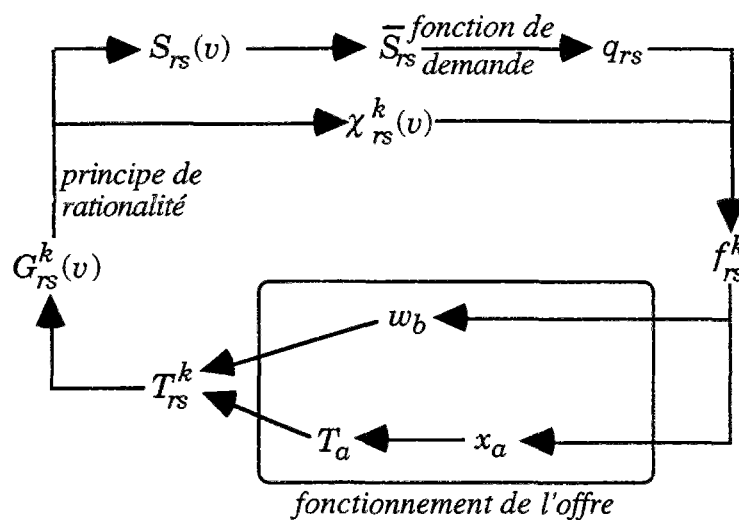 S_rs(v) S̄_rs fonction de demande q_rs
χ^k_rs(v)
principe de
rationalité
G^k_rs(v) f^k_rs
w_b
T^k_rs
T_a x_a
fonctionnement de l'offre